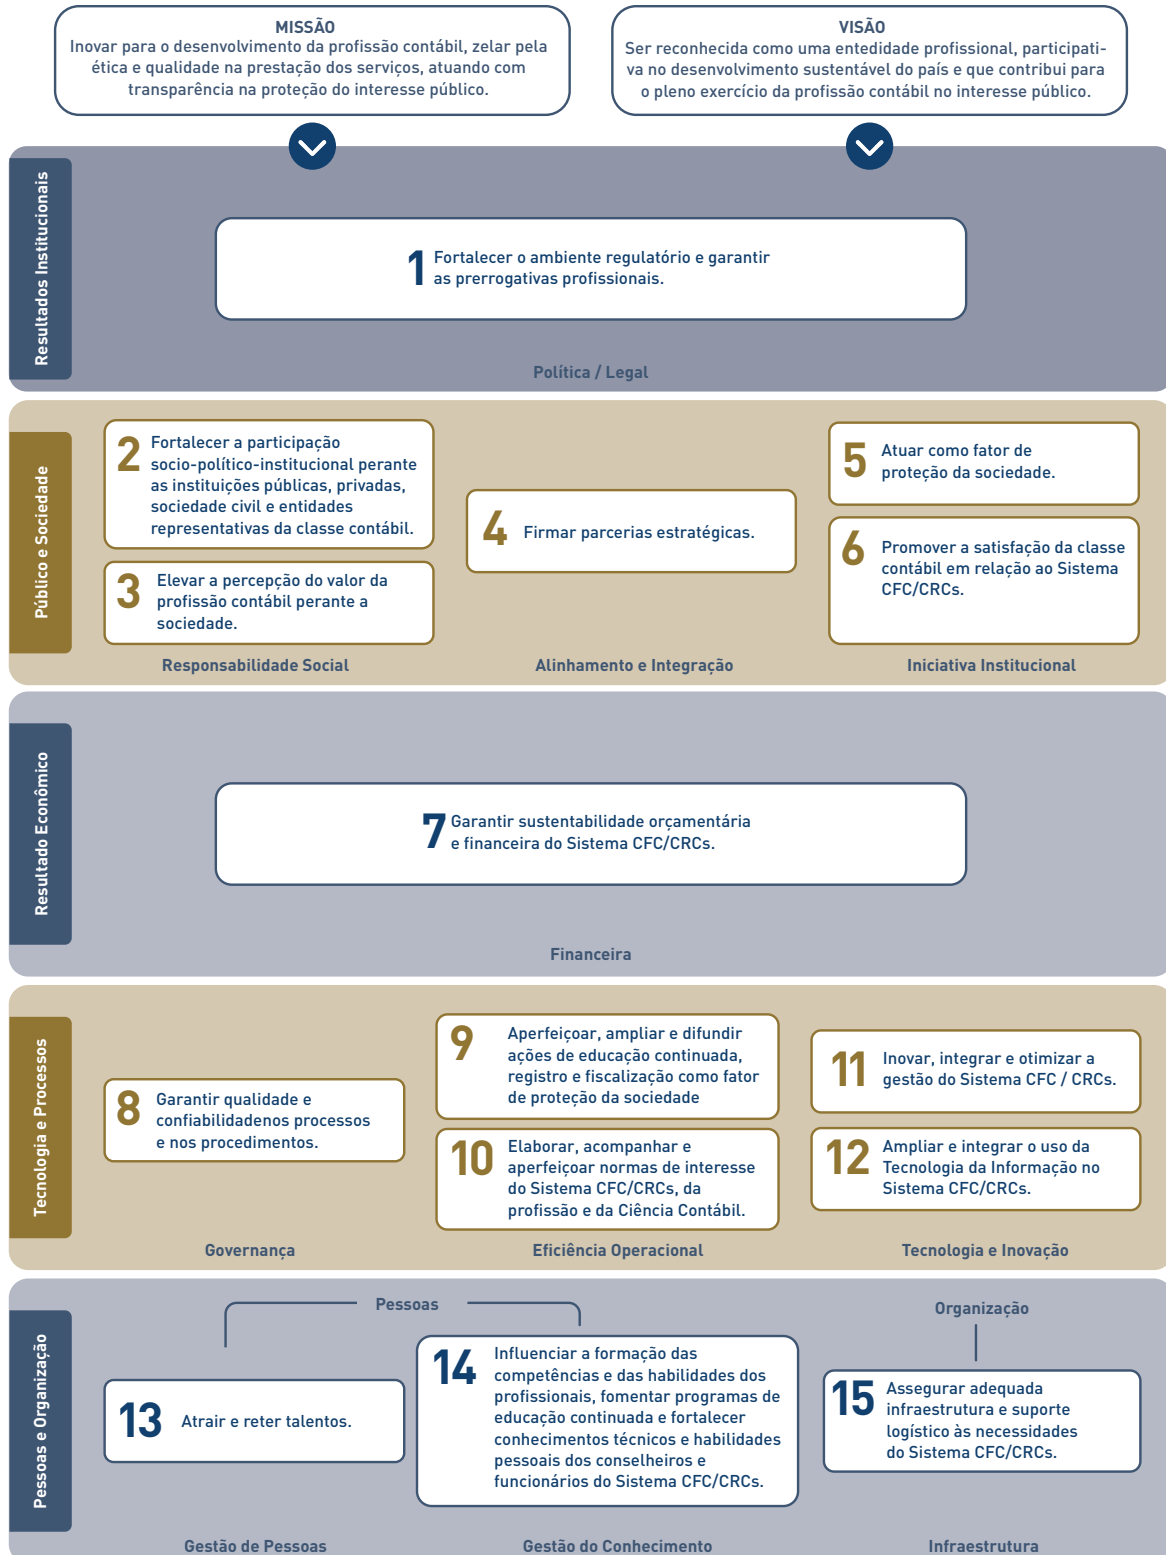 MISSÃO
Inovar para o desenvolvimento da profissão contábil, zelar pela
ética e qualidade na prestação dos serviços, atuando com
transparência na proteção do interesse público.
VISÃO
Ser reconhecida como uma entedidade profissional, participati-
va no desenvolvimento sustentável do país e que contribui para
o pleno exercício da profissão contábil no interesse público.
Resultados Institucionais
1 Fortalecer o ambiente regulatório e garantir
as prerrogativas profissionais.
Política / Legal
Público e Sociedade
2 Fortalecer a participação
socio-político-institucional perante
as instituições públicas, privadas,
sociedade civil e entidades
representativas da classe contábil.
3 Elevar a percepção do valor da
profissão contábil perante a
sociedade.
Responsabilidade Social
4 Firmar parcerias estratégicas.
Alinhamento e Integração
5 Atuar como fator de
proteção da sociedade.
6 Promover a satisfação da classe
contábil em relação ao Sistema
CFC/CRCs.
Iniciativa Institucional
Resultado Econômico
7 Garantir sustentabilidade orçamentária
e financeira do Sistema CFC/CRCs.
Financeira
Tecnologia e Processos
8 Garantir qualidade e
confiabilidadenos processos
e nos procedimentos.
Governança
9 Aperfeiçoar, ampliar e difundir
ações de educação continuada,
registro e fiscalização como fator
de proteção da sociedade
10 Elaborar, acompanhar e
aperfeiçoar normas de interesse
do Sistema CFC/CRCs, da
profissão e da Ciência Contábil.
Eficiência Operacional
11 Inovar, integrar e otimizar a
gestão do Sistema CFC / CRCs.
12 Ampliar e integrar o uso da
Tecnologia da Informação no
Sistema CFC/CRCs.
Tecnologia e Inovação
Pessoas e Organização
Pessoas
13 Atrair e reter talentos.
Gestão de Pessoas
14 Influenciar a formação das
competências e das habilidades dos
profissionais, fomentar programas de
educação continuada e fortalecer
conhecimentos técnicos e habilidades
pessoais dos conselheiros e
funcionários do Sistema CFC/CRCs.
Gestão do Conhecimento
Organização
15 Assegurar adequada
infraestrutura e suporte
logístico às necessidades
do Sistema CFC/CRCs.
Infraestrutura